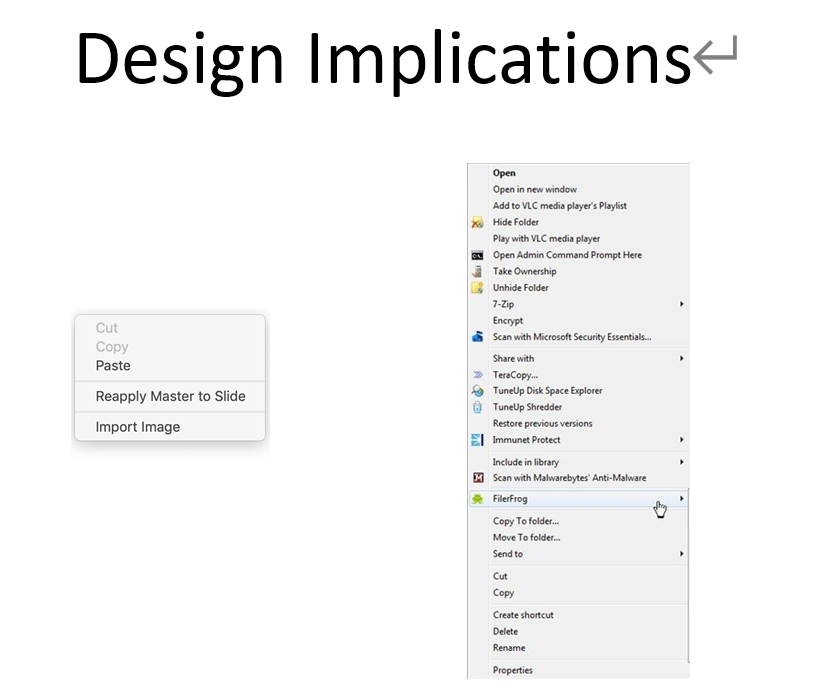 Design Implications↵
Cut
Copy
Paste
Reapply Master to Slide
Import Image
Open
Open in new window
Add to VLC media player's Playlist
Hide Folder
Play with VLC media player
Open Admin Command Prompt Here
Take Ownership
Unhide Folder
7-Zip
Encrypt
Scan with Microsoft Security Essentials...
Share with
TeraCopy...
TuneUp Disk Space Explorer
TuneUp Shredder
Restore previous versions
Immunet Protect
Include in library
Scan with Malwarebytes' Anti-Malware
FilerFrog
Copy To folder...
Move To folder...
Send to
Cut
Copy
Create shortcut
Delete
Rename
Properties